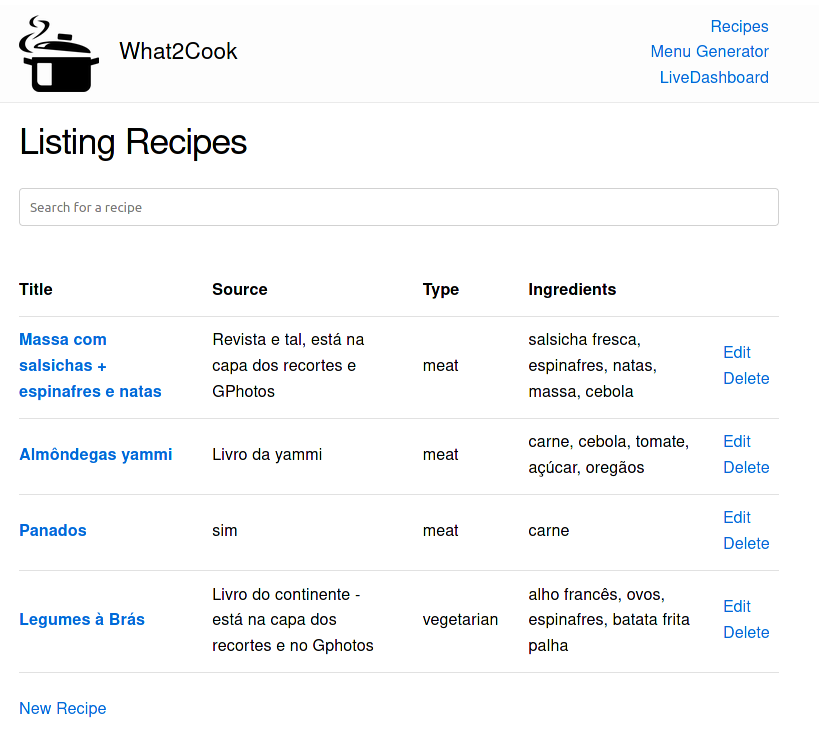 What2Cook
Recipes
Menu Generator
LiveDashboard
Listing Recipes
Search for a recipe
Title Source Type Ingredients
Massa com
salsichas +
espinafres e natas
Revista e tal, está na
capa dos recortes e
GPhotos
meat
salsicha fresca,
espinafres, natas,
massa, cebola
Edit
Delete
Almôndegas yammi
Livro da yammi
meat
carne, cebola, tomate,
açúcar, oregãos
Edit
Delete
Panados
sim
meat
carne
Edit
Delete
Legumes à Brás
Livro do continente -
está na capa dos
recortes e no Gphotos
vegetarian
alho francês, ovos,
espinafres, batata frita
palha
Edit
Delete
New Recipe